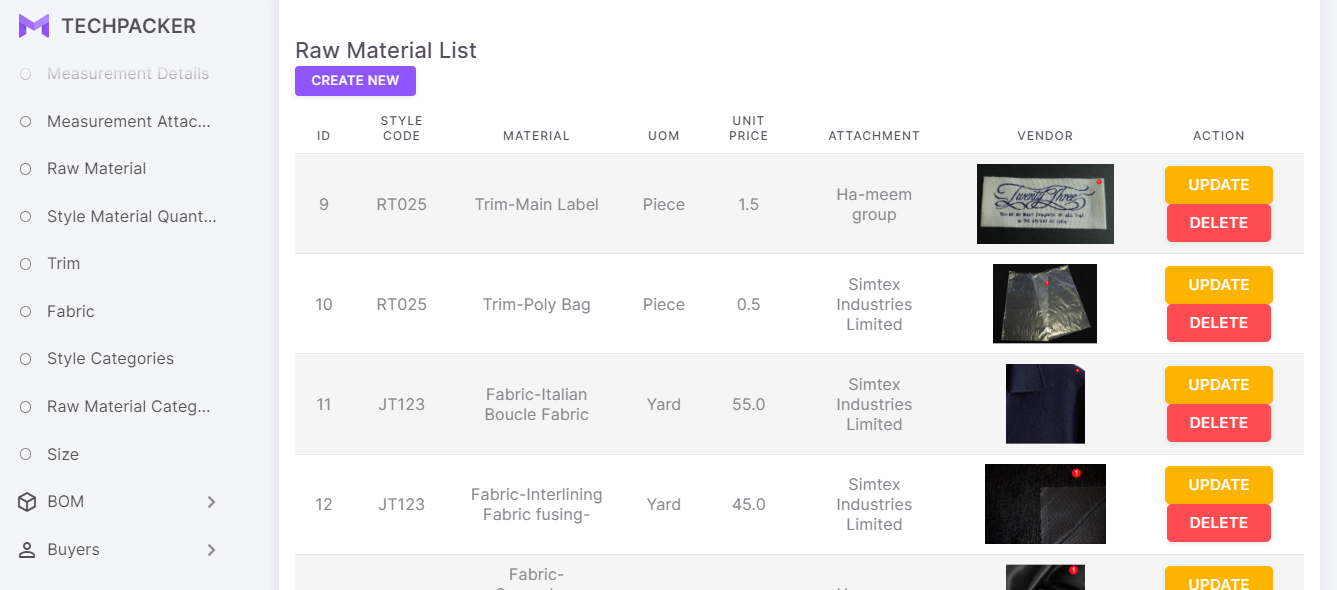 TECHPACKER
Measurement Details
Measurement Attac...
Raw Material
Style Material Quant...
Trim
Fabric
Style Categories
Raw Material Categ...
Size
BOM
Buyers
Raw Material List
CREATE NEW
ID
STYLE
CODE
MATERIAL
UOM
UNIT
PRICE
ATTACHMENT
VENDOR
ACTION
9
RT025
Trim-Main Label
Piece
1.5
Ha-meem
group
Twenty Three
UPDATE
DELETE
10
RT025
Trim-Poly Bag
Piece
0.5
Simtex
Industries
Limited
UPDATE
DELETE
11
JT123
Fabric-Italian
Boucle Fabric
Yard
55.0
Simtex
Industries
Limited
UPDATE
DELETE
12
JT123
Fabric-Interlining
Fabric fusing-
Yard
45.0
Simtex
Industries
Limited
1
UPDATE
DELETE
Fabric-
1
UPDATE